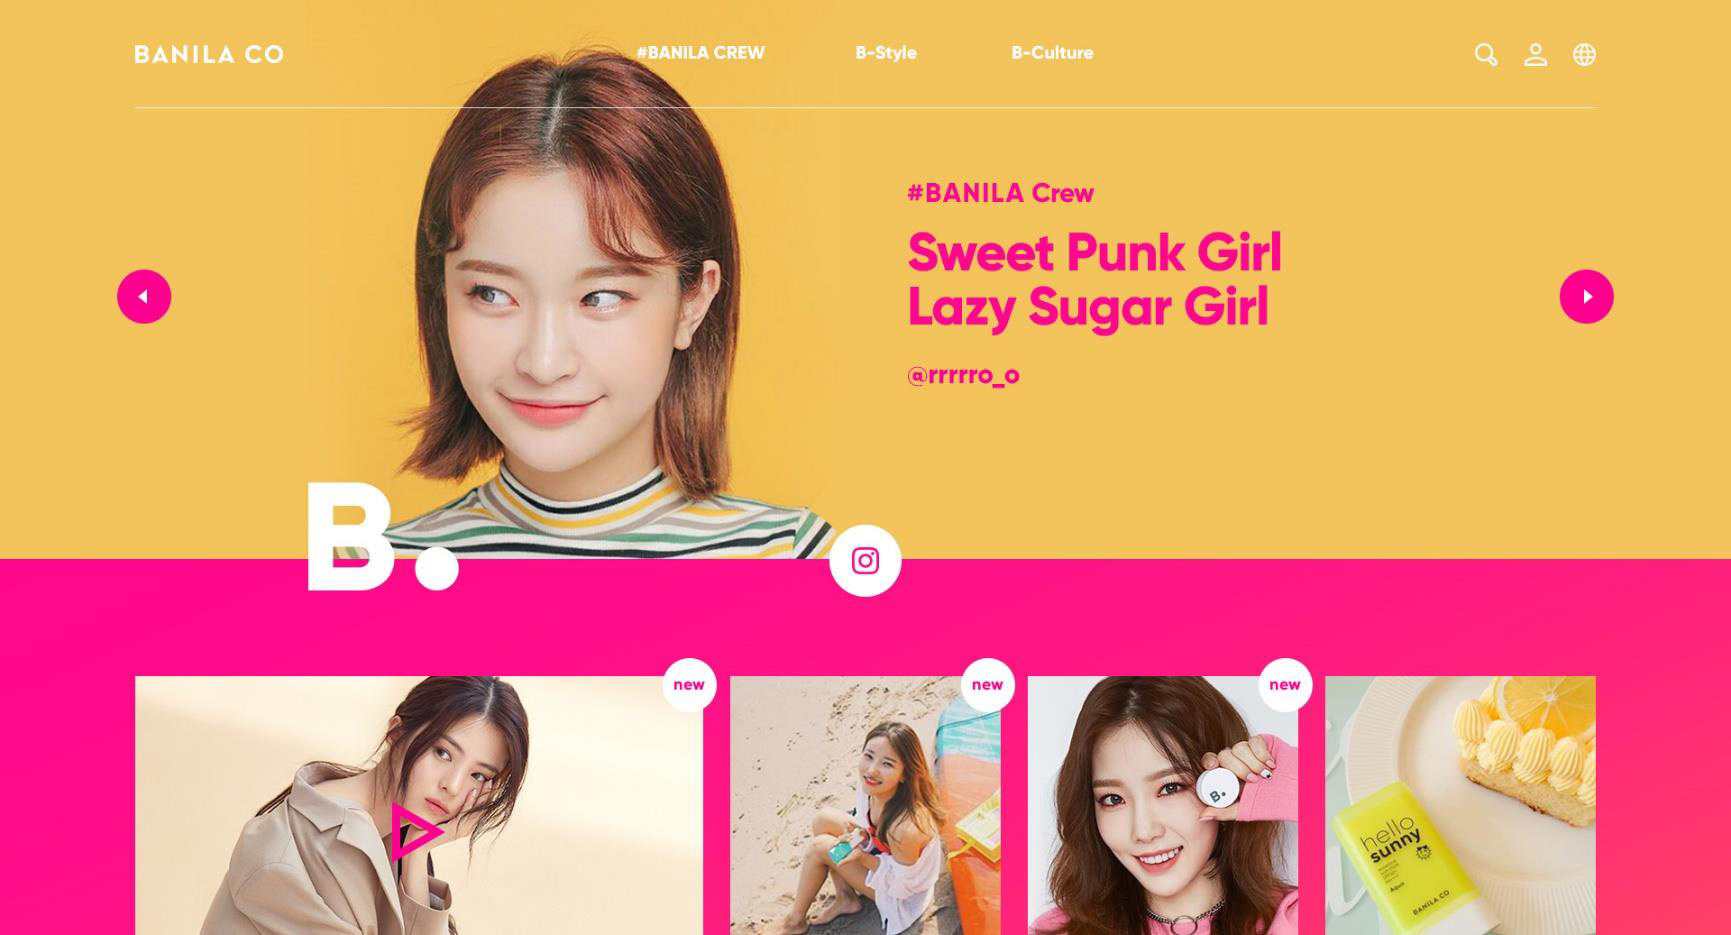 BANILA CO
#BANILA CREW
B-Style
B-Culture
#BANILA Crew
Sweet Punk Girl
Lazy Sugar Girl
@rrrrro_o
B.
new
new
new
B.
hello
sunny
Aqua
BANILA CO